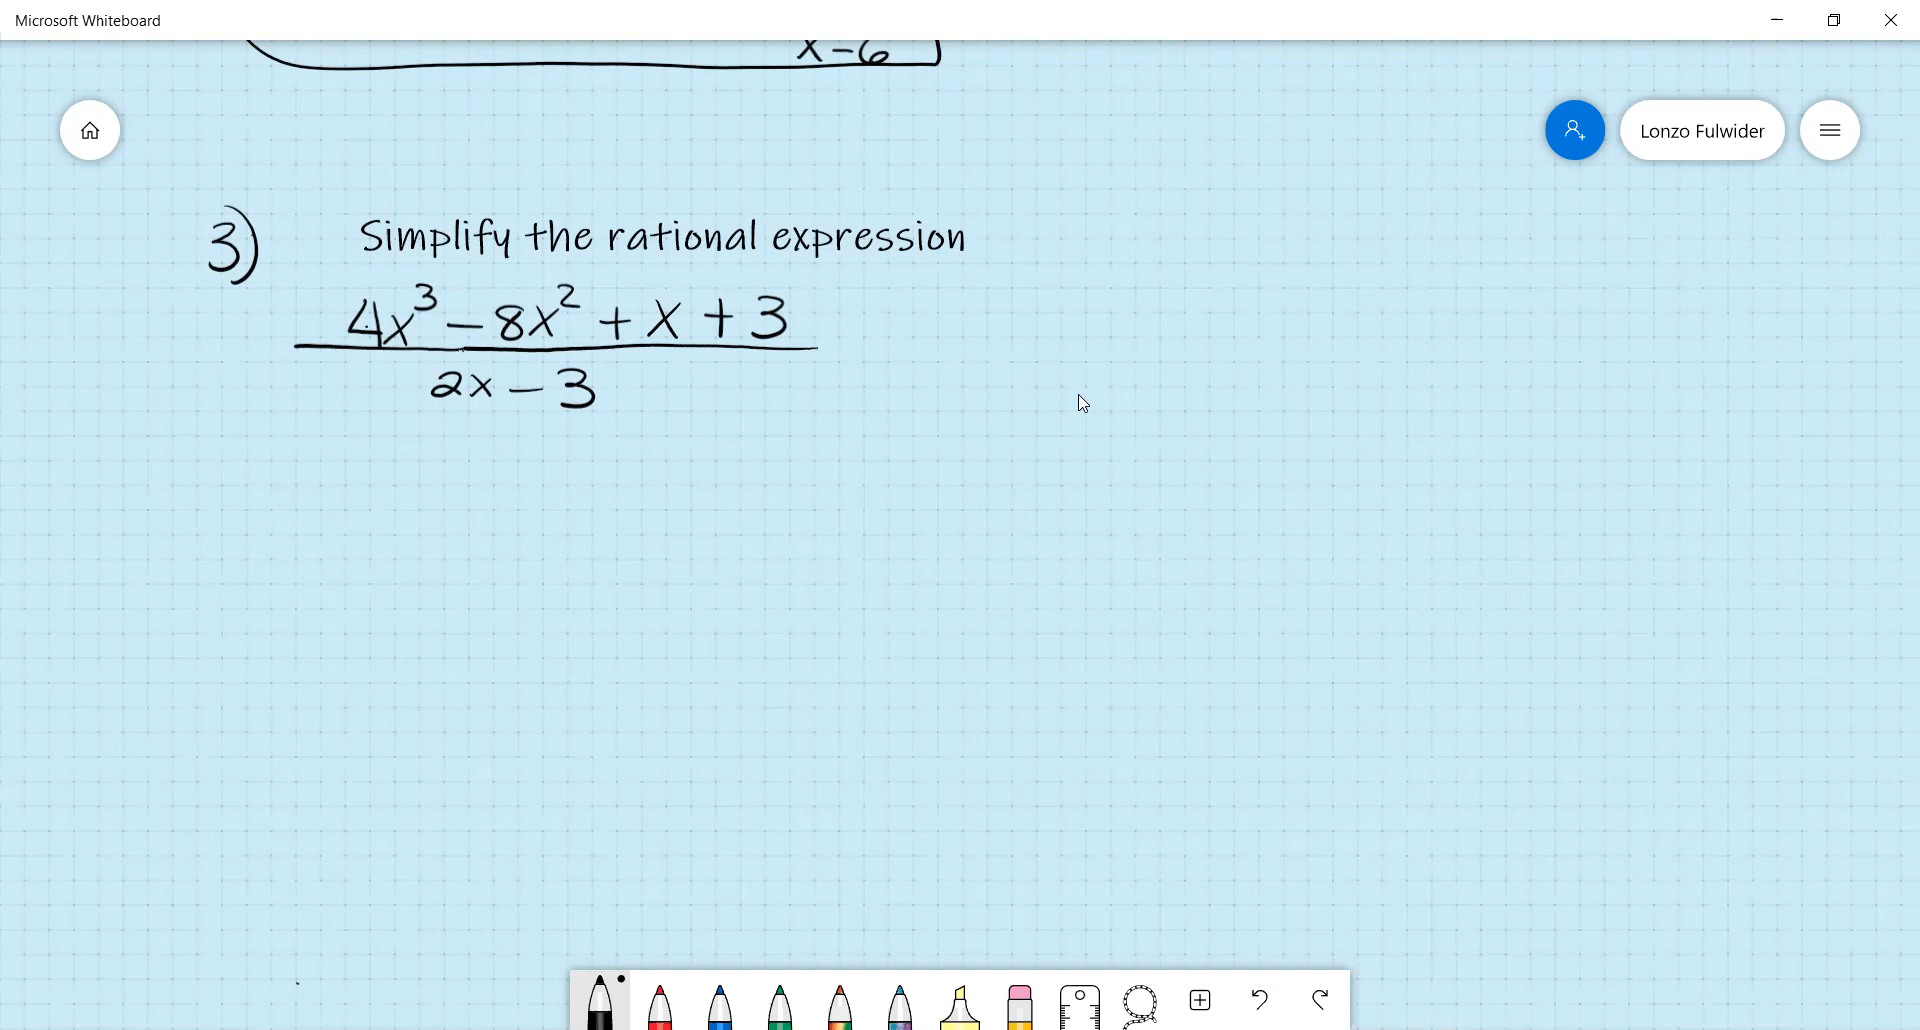 Microsoft Whiteboard
x-6
Lonzo Fulwider
3) Simplify the rational expression
4x³ - 8x² + x + 3
2x - 3